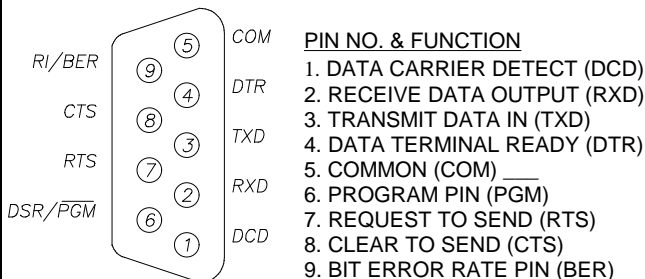 RI/BER
CTS
RTS
DSR/PGM
5
9
4
8
3
7
2
6
1
COM
DTR
TXD
RXD
DCD
PIN NO. & FUNCTION
1. DATA CARRIER DETECT (DCD)
2. RECEIVE DATA OUTPUT (RXD)
3. TRANSMIT DATA IN (TXD)
4. DATA TERMINAL READY (DTR)
5. COMMON (COM) ___
6. PROGRAM PIN (PGM)
7. REQUEST TO SEND (RTS)
8. CLEAR TO SEND (CTS)
9. BIT ERROR RATE PIN (BER)